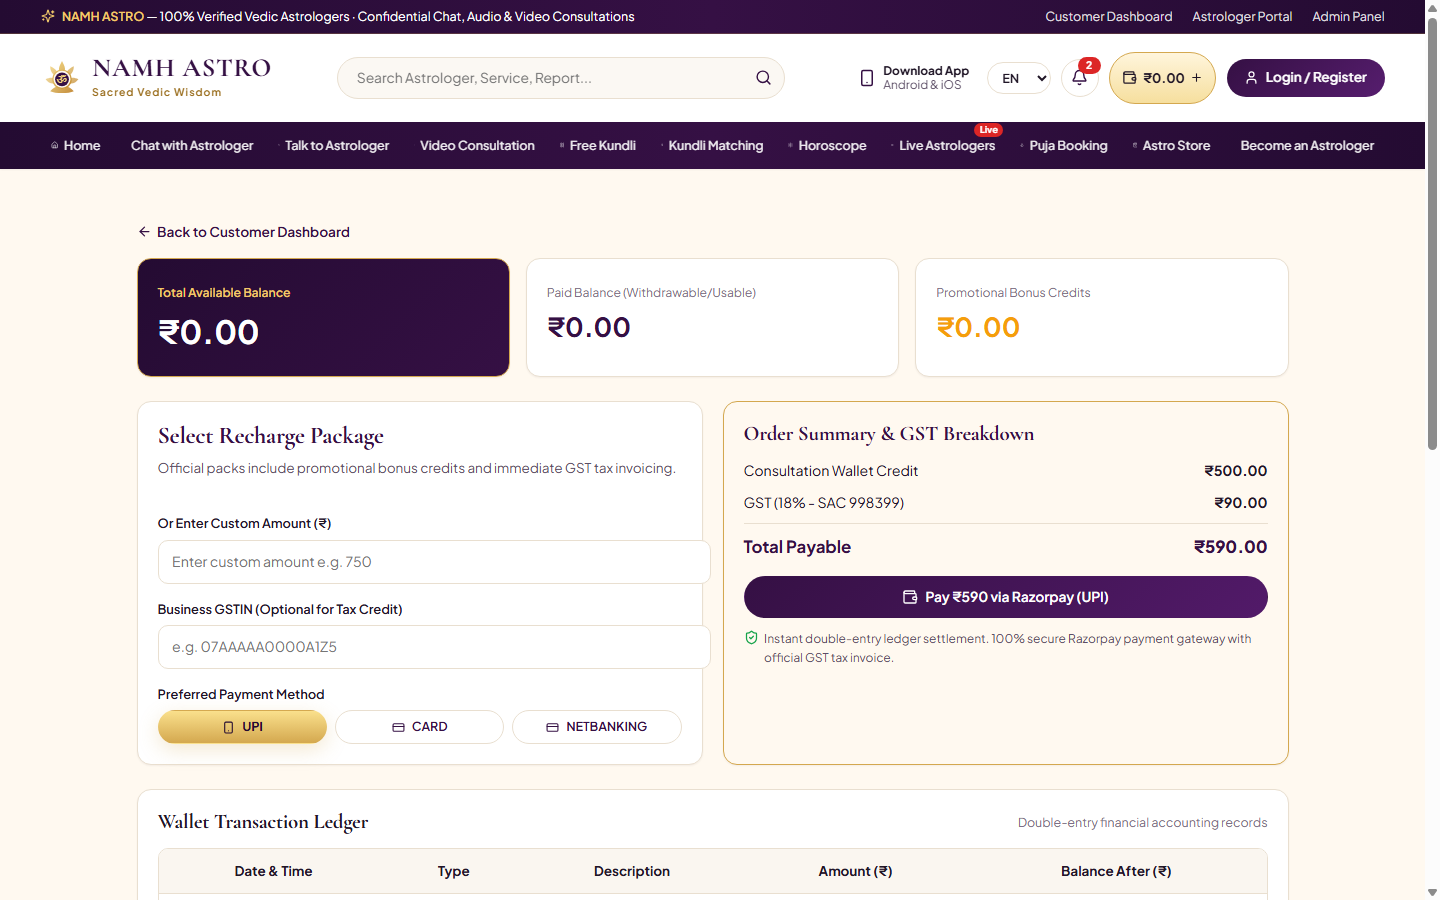 NAMH ASTRO — 100% Verified Vedic Astrologers · Confidential Chat, Audio & Video Consultations
Customer Dashboard
Astrologer Portal
Admin Panel
NAMH ASTRO
Sacred Vedic Wisdom
Search Astrologer, Service, Report...
Download App
Android & iOS
EN
2
₹0.00 +
Login / Register
Home
Chat with Astrologer
Talk to Astrologer
Video Consultation
Free Kundli
Kundli Matching
Horoscope
Live Astrologers
Live
Puja Booking
Astro Store
Become an Astrologer
← Back to Customer Dashboard
Total Available Balance
₹0.00
Paid Balance (Withdrawable/Usable)
₹0.00
Promotional Bonus Credits
₹0.00
Select Recharge Package
Official packs include promotional bonus credits and immediate GST tax invoicing.
Or Enter Custom Amount (₹)
Enter custom amount e.g. 750
Business GSTIN (Optional for Tax Credit)
e.g. 07AAAAA0000A1Z5
Preferred Payment Method
UPI
CARD
NETBANKING
Order Summary & GST Breakdown
Consultation Wallet Credit ₹500.00
GST (18% - SAC 998399) ₹90.00
Total Payable ₹590.00
Pay ₹590 via Razorpay (UPI)
Instant double-entry ledger settlement. 100% secure Razorpay payment gateway with
official GST tax invoice.
Wallet Transaction Ledger
Double-entry financial accounting records
Date & Time
Type
Description
Amount (₹)
Balance After (₹)